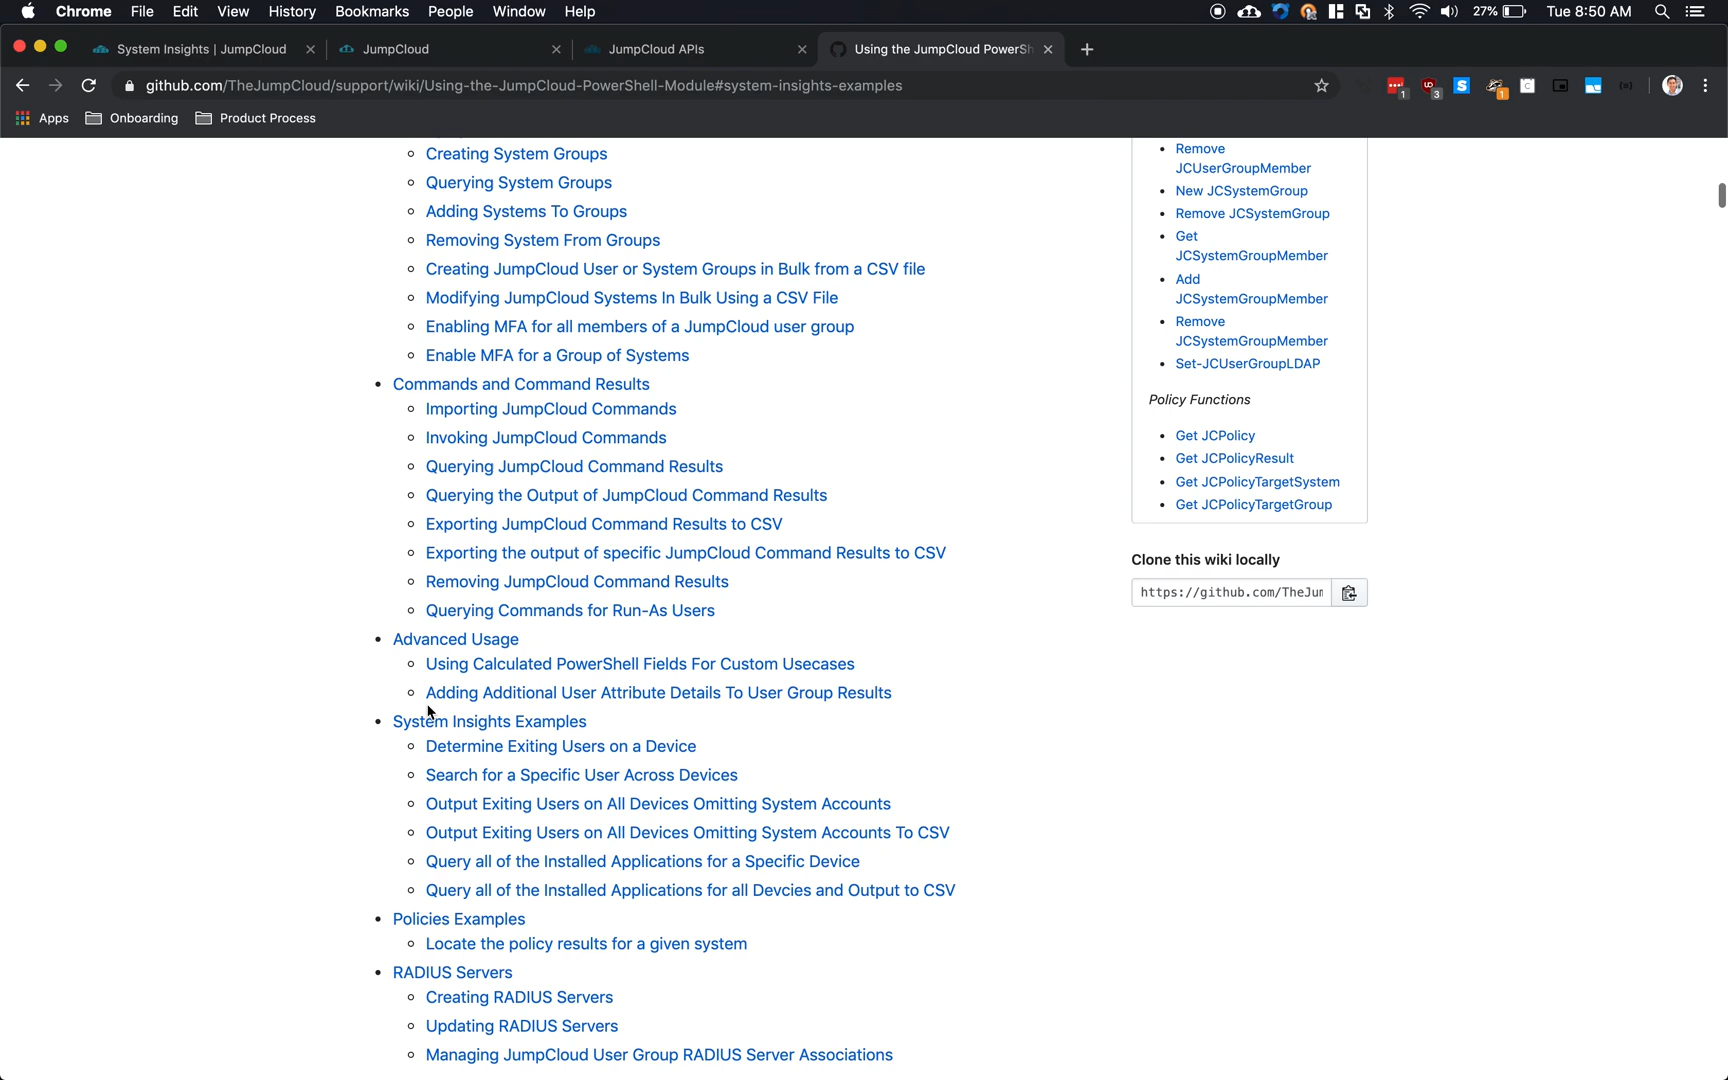 Chrome File Edit View History Bookmarks People Window Help 27% Tue 8:50 AM
System Insights | JumpCloud JumpCloud JumpCloud APIs Using the JumpCloud PowerSh
github.com/TheJumpCloud/support/wiki/Using-the-JumpCloud-PowerShell-Module#system-insights-examples
Apps Onboarding Product Process
Creating System Groups
Querying System Groups
Adding Systems To Groups
Removing System From Groups
Creating JumpCloud User or System Groups in Bulk from a CSV file
Modifying JumpCloud Systems In Bulk Using a CSV File
Enabling MFA for all members of a JumpCloud user group
Enable MFA for a Group of Systems
Commands and Command Results
Importing JumpCloud Commands
Invoking JumpCloud Commands
Querying JumpCloud Command Results
Querying the Output of JumpCloud Command Results
Exporting JumpCloud Command Results to CSV
Exporting the output of specific JumpCloud Command Results to CSV
Removing JumpCloud Command Results
Querying Commands for Run-As Users
Advanced Usage
Using Calculated PowerShell Fields For Custom Usecases
Adding Additional User Attribute Details To User Group Results
System Insights Examples
Determine Exiting Users on a Device
Search for a Specific User Across Devices
Output Exiting Users on All Devices Omitting System Accounts
Output Exiting Users on All Devices Omitting System Accounts To CSV
Query all of the Installed Applications for a Specific Device
Query all of the Installed Applications for all Devcies and Output to CSV
Policies Examples
Locate the policy results for a given system
RADIUS Servers
Creating RADIUS Servers
Updating RADIUS Servers
Managing JumpCloud User Group RADIUS Server Associations
Remove
JCUserGroupMember
New JCSystemGroup
Remove JCSystemGroup
Get
JCSystemGroupMember
Add
JCSystemGroupMember
Remove
JCSystemGroupMember
Set-JCUserGroupLDAP
Policy Functions
Get JCPolicy
Get JCPolicyResult
Get JCPolicyTargetSystem
Get JCPolicyTargetGroup
Clone this wiki locally
https://github.com/TheJur